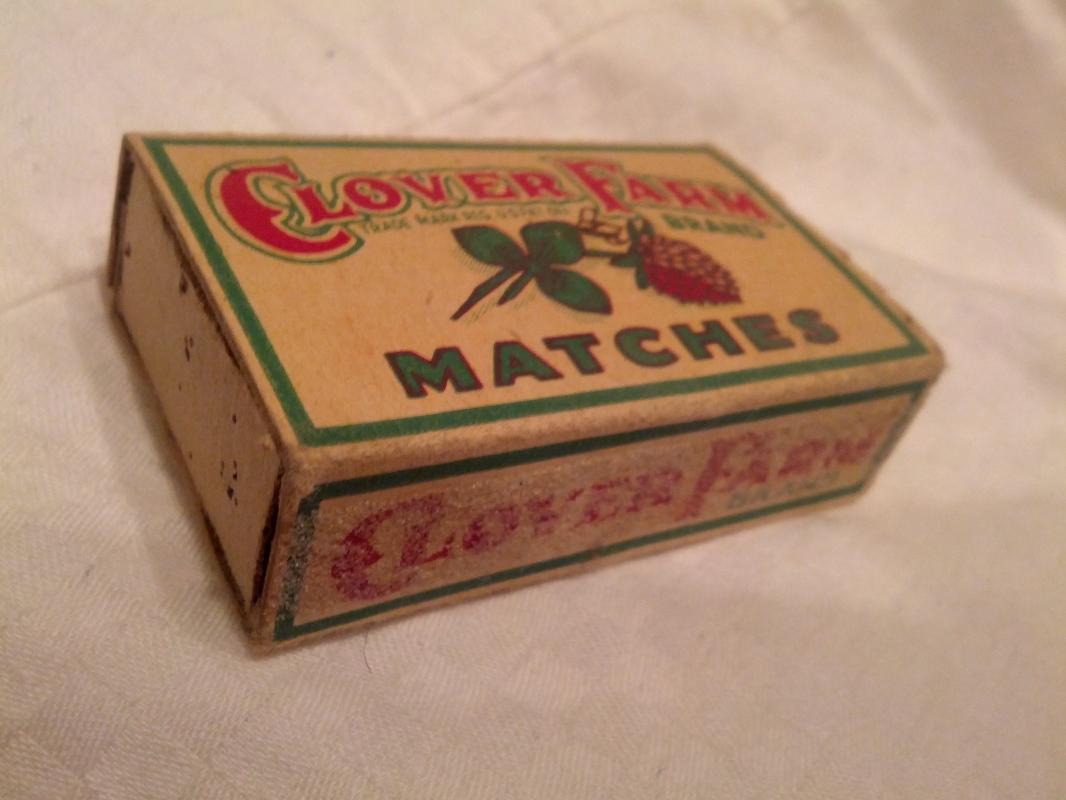 CLOVER FARM
TRADE MARK REG. U.S. PAT. OFF.
BRAND
MATCHES
CLOVER FARM
BRAND